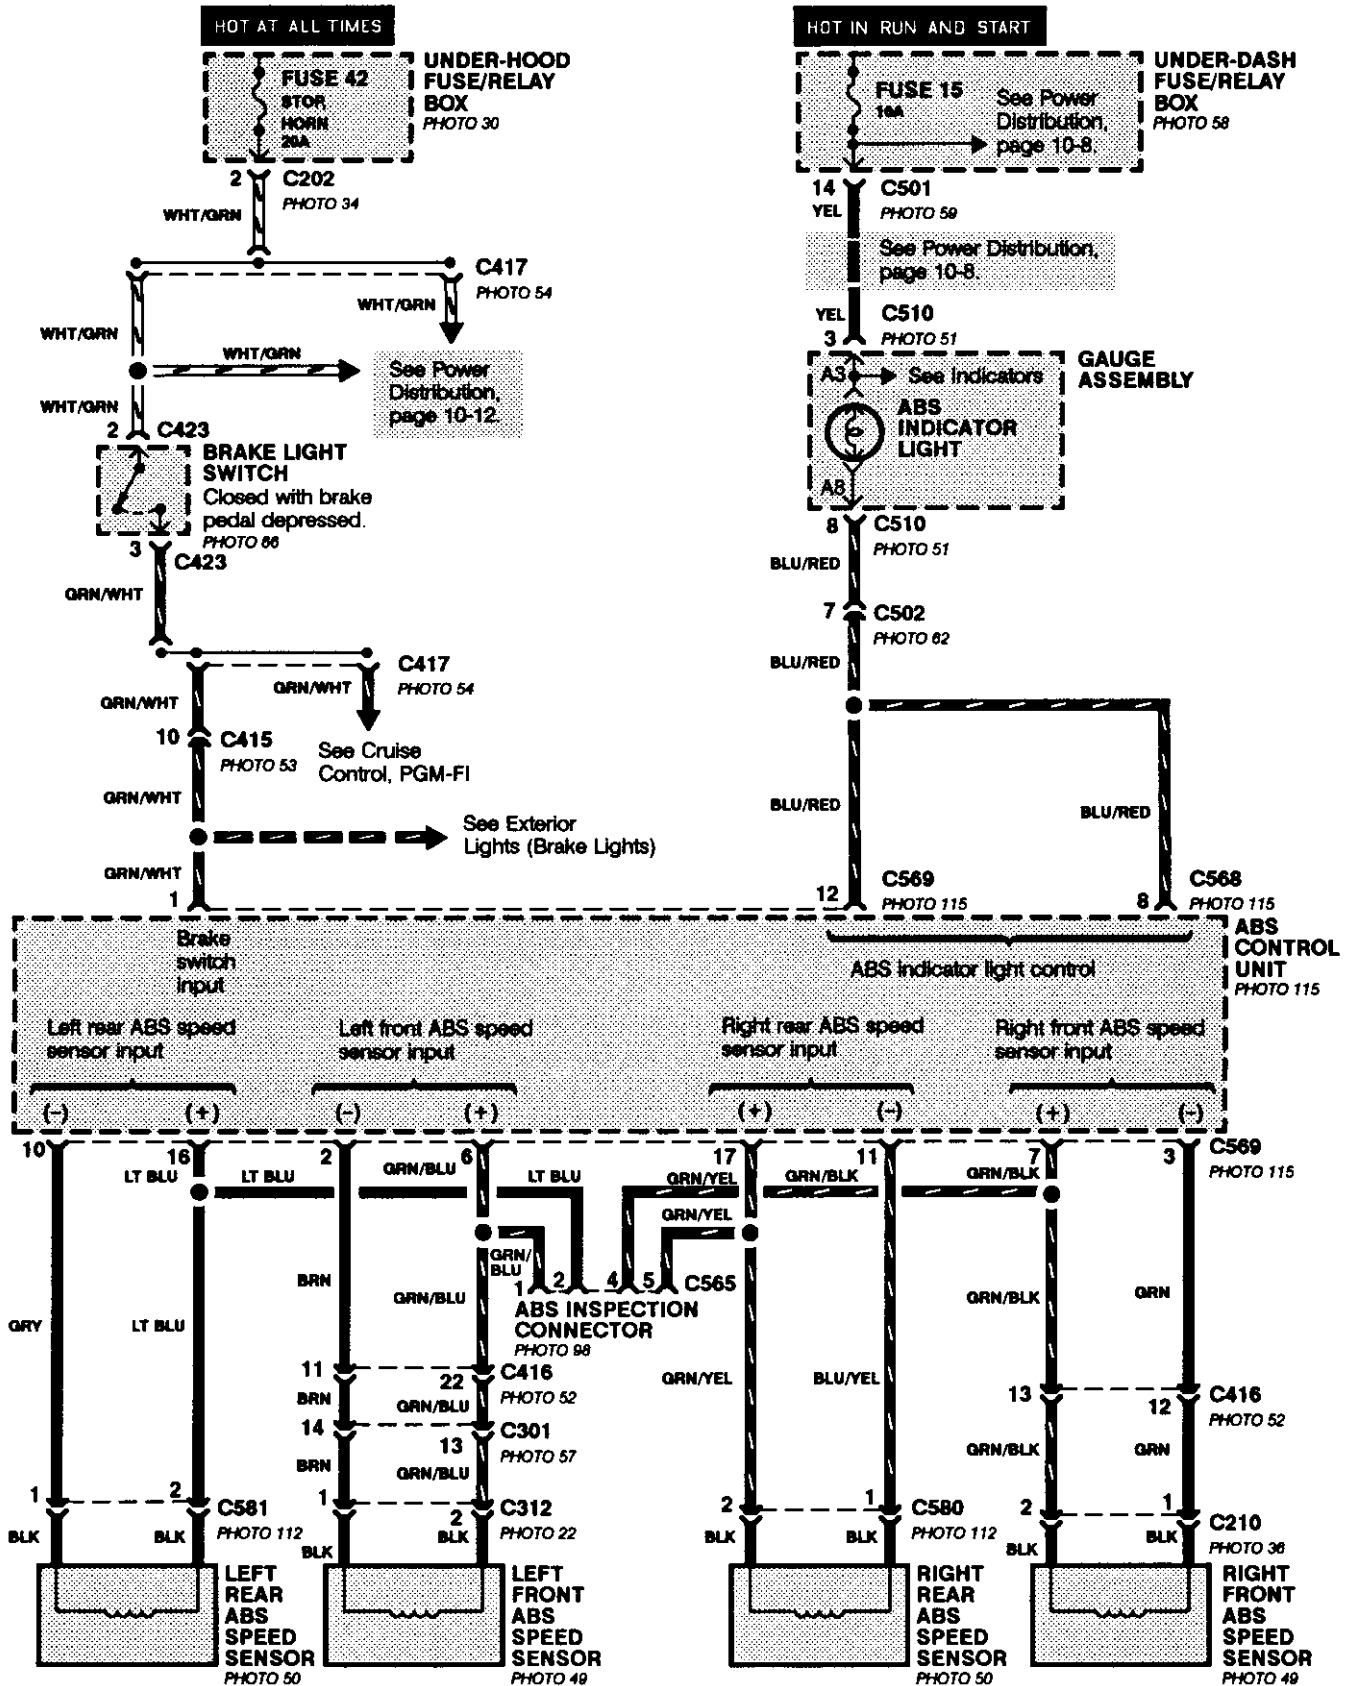 HOT AT ALL TIMES
HOT IN RUN AND START
FUSE 42
STOP,
HORN
20A
UNDER-HOOD
FUSE/RELAY
BOX
PHOTO 30
FUSE 15
10A
See Power
Distribution,
page 10-8.
UNDER-DASH
FUSE/RELAY
BOX
PHOTO 58
2
C202
PHOTO 34
WHT/GRN
14
C501
YEL
PHOTO 59
See Power Distribution,
page 10-8.
C417
PHOTO 54
WHT/GRN
WHT/GRN
YEL
C510
3
PHOTO 51
WHT/GRN
See Power
Distribution,
page 10-12.
WHT/GRN
GAUGE
ASSEMBLY
A3
See Indicators
ABS
INDICATOR
LIGHT
A8
2
C423
BRAKE LIGHT
SWITCH
Closed with brake
pedal depressed.
PHOTO 66
3
C423
GRN/WHT
8
C510
PHOTO 51
BLU/RED
7
C502
PHOTO 62
BLU/RED
C417
PHOTO 54
GRN/WHT
GRN/WHT
10
C415
PHOTO 53
See Cruise
Control, PGM-FI
GRN/WHT
See Exterior
Lights (Brake Lights)
GRN/WHT
1
BLU/RED
BLU/RED
12
C569
PHOTO 115
8
C568
PHOTO 115
ABS
CONTROL
UNIT
PHOTO 115
Brake
switch
input
ABS indicator light control
Left rear ABS speed
sensor input
Left front ABS speed
sensor input
Right rear ABS speed
sensor input
Right front ABS speed
sensor input
(-) (+) (-) (+) (+) (-) (+) (-)
10 16 2 6 17 11 7 3
C569
PHOTO 115
LT BLU
LT BLU
GRN/BLU
LT BLU
GRN/YEL
GRN/BLK
GRN/BLK
GRN/YEL
GRN/
BLU
1 2 4 5 C565
ABS INSPECTION
CONNECTOR
PHOTO 98
BRN
GRN/BLU
GRN/BLK
GRN
GRY
LT BLU
GRN/YEL
BLU/YEL
11
22
C416
PHOTO 52
BRN
GRN/BLU
13
12
C416
PHOTO 52
14
13
C301
PHOTO 57
BRN
GRN/BLU
GRN/BLK
GRN
1 2 C581
PHOTO 112
BLK BLK
1 2 C312
PHOTO 22
BLK BLK
2 1 C580
PHOTO 112
BLK BLK
2 1 C210
PHOTO 36
BLK BLK
LEFT
REAR
ABS
SPEED
SENSOR
PHOTO 50
LEFT
FRONT
ABS
SPEED
SENSOR
PHOTO 49
RIGHT
REAR
ABS
SPEED
SENSOR
PHOTO 50
RIGHT
FRONT
ABS
SPEED
SENSOR
PHOTO 49